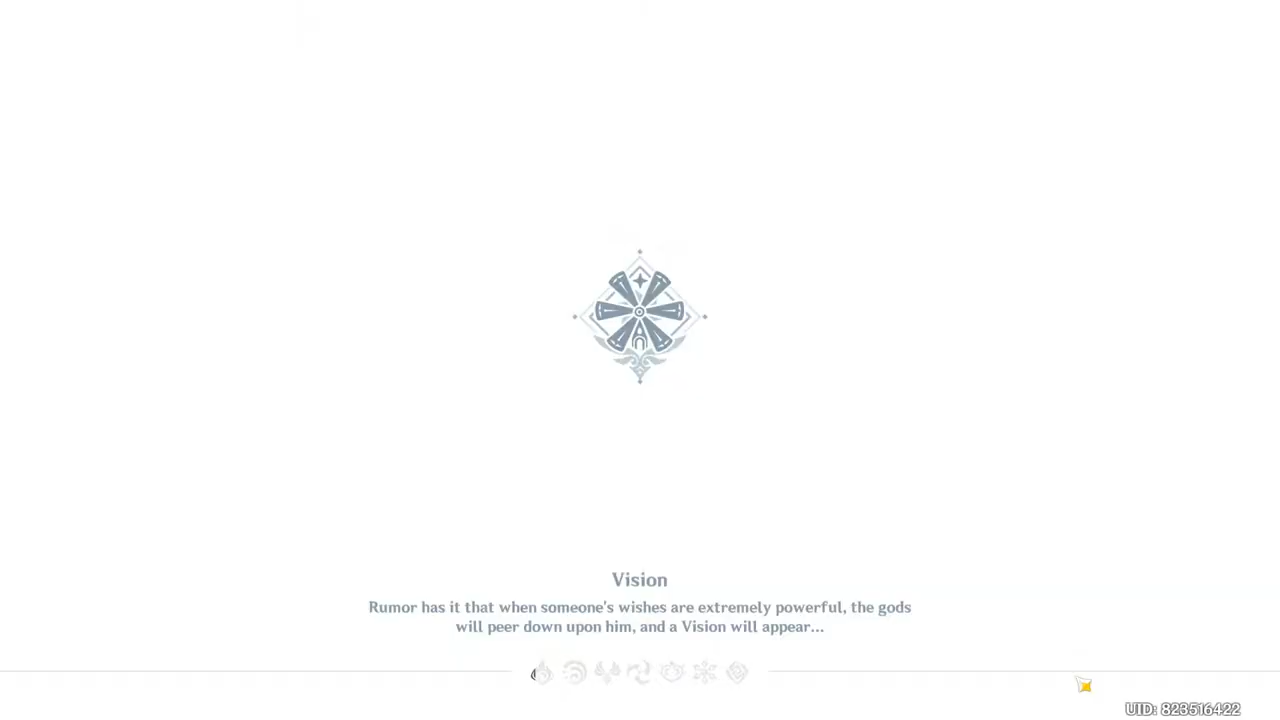 Vision
Rumor has it that when someone's wishes are extremely powerful, the gods
will peer down upon him, and a Vision will appear...
UID: 823516422